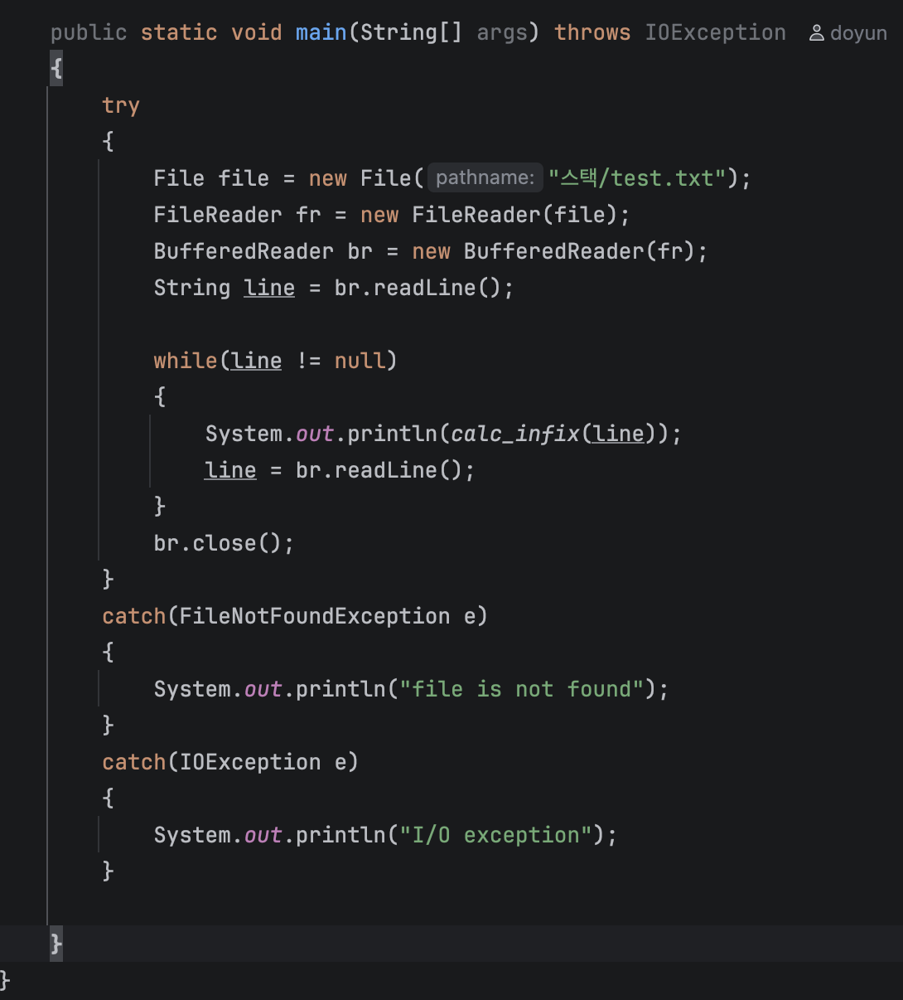 public static void main(String[] args) throws IOException doyun
{
try
{
File file = new File( pathname: "스택/test.txt");
FileReader fr = new FileReader(file);
BufferedReader br = new BufferedReader(fr);
String line = br.readLine();
while(line != null)
{
System.out.println(calc_infix(line));
line = br.readLine();
}
br.close();
}
catch(FileNotFoundException e)
{
System.out.println("file is not found");
}
catch(IOException e)
{
System.out.println("I/O exception");
}
}
}